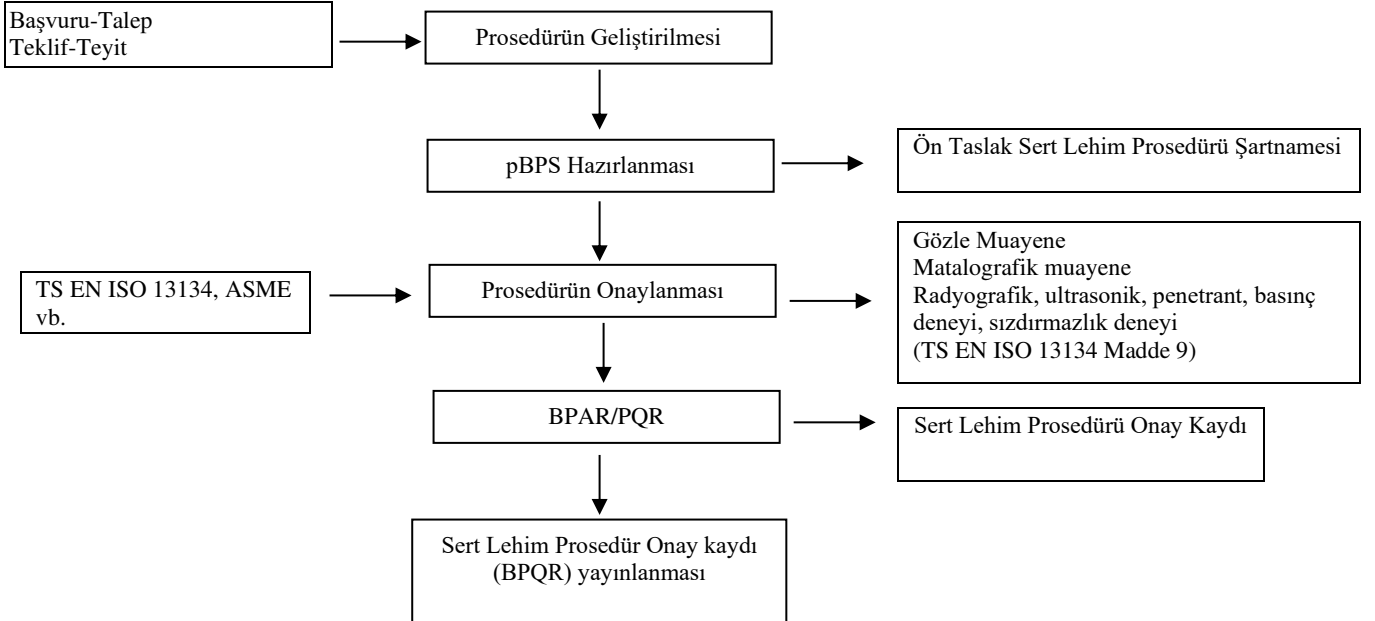 Başvuru-Talep
Teklif-Teyit
Prosedürün Geliştirilmesi
pBPS Hazırlanması
Ön Taslak Sert Lehim Prosedürü Şartnamesi
TS EN ISO 13134, ASME
vb.
Prosedürün Onaylanması
Gözle Muayene
Matalografik muayene
Radyografik, ultrasonik, penetrant, basınç
deneyi, sızdırmazlık deneyi
(TS EN ISO 13134 Madde 9)
BPAR/PQR
Sert Lehim Prosedürü Onay Kaydı
Sert Lehim Prosedür Onay kaydı
(BPQR) yayınlanması